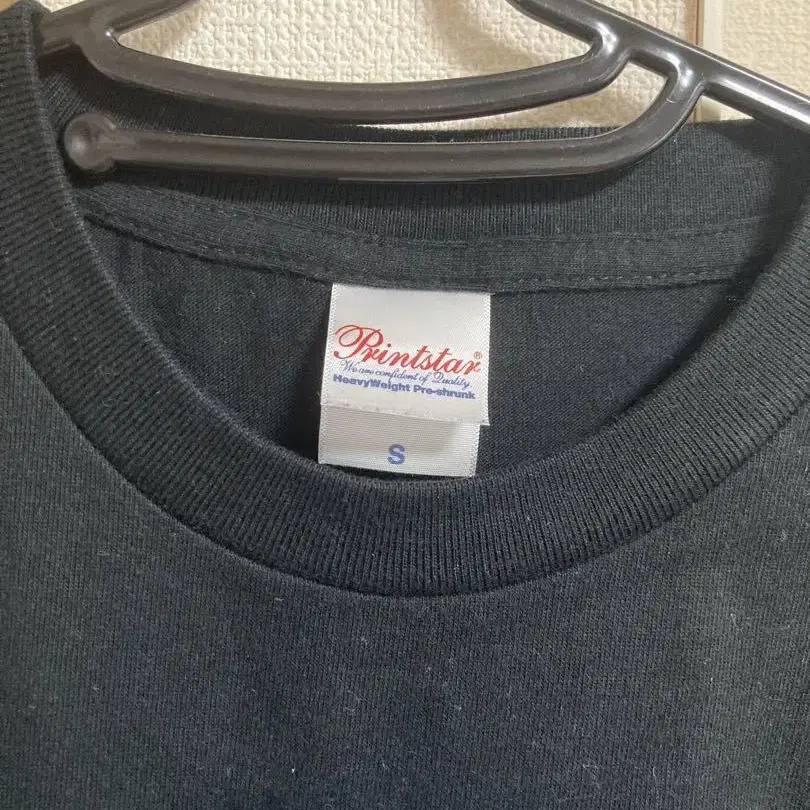 Printstar®
We are confident of Quality.
HeavyWeight Pre-shrunk
S